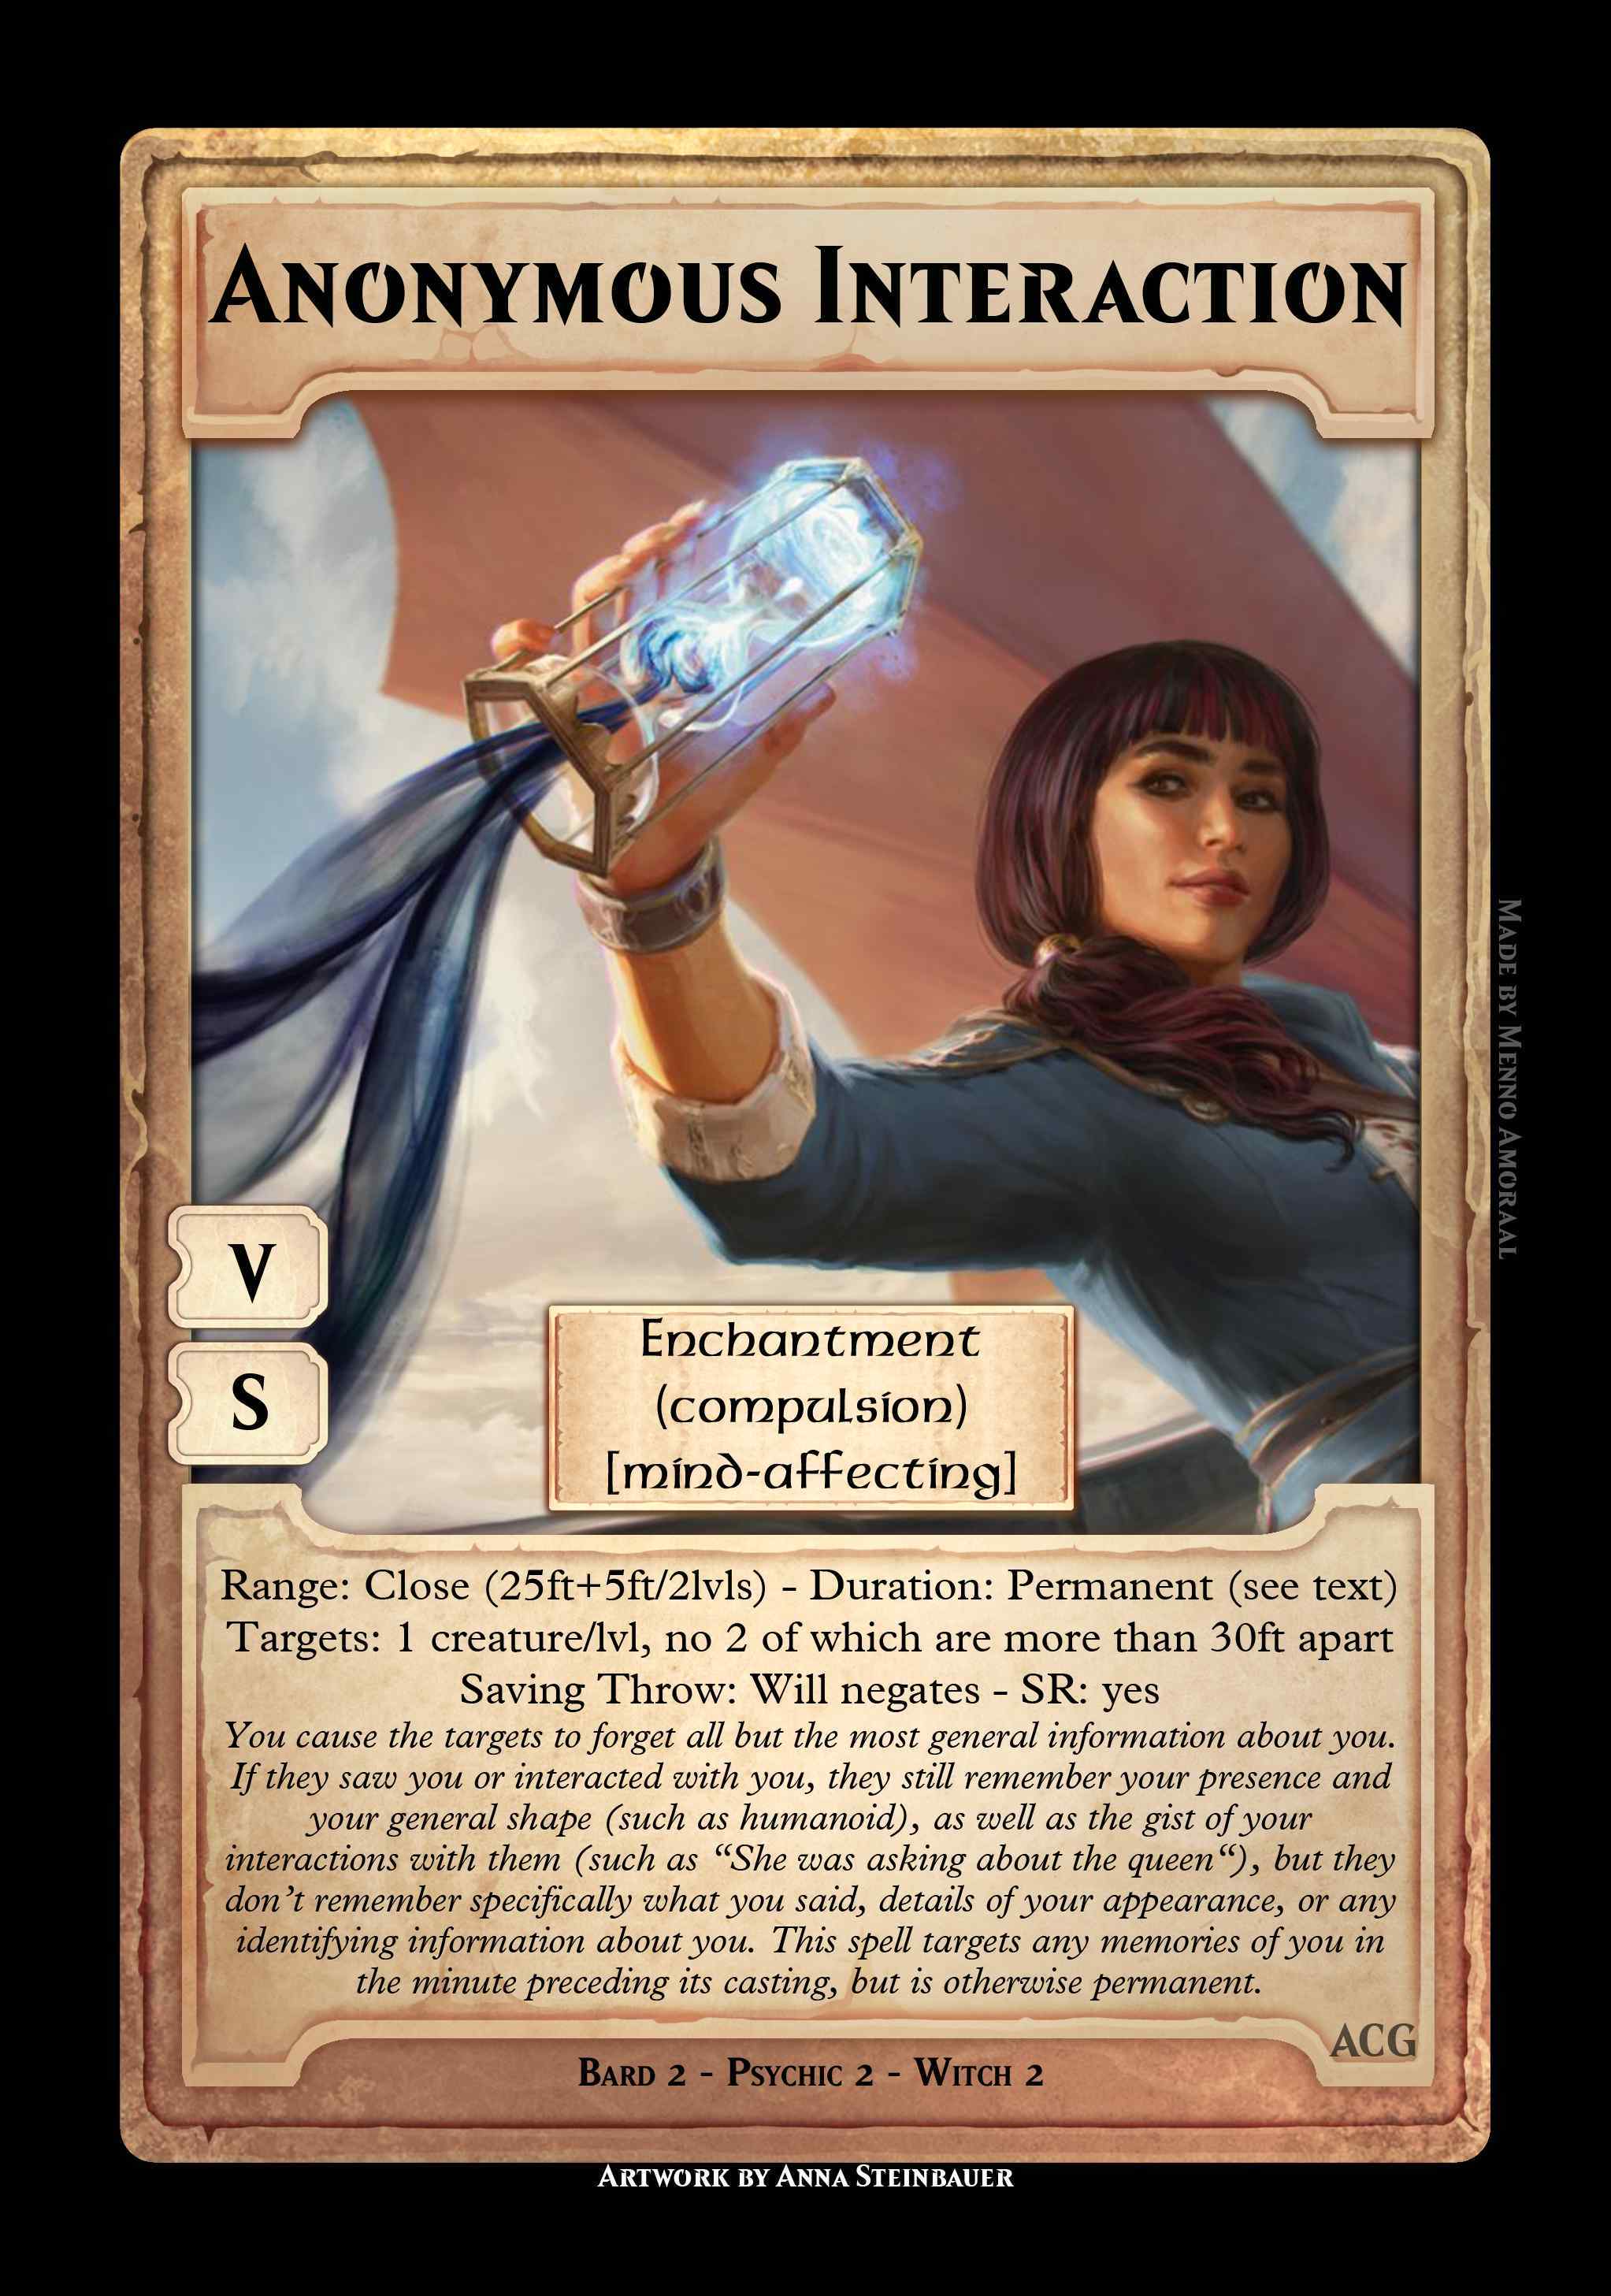 Anonymous Interaction
V
S
Enchantment
(compulsion)
[mind-affecting]
Range: Close (25ft+5ft/2lvls) - Duration: Permanent (see text)
Targets: 1 creature/lvl, no 2 of which are more than 30ft apart
Saving Throw: Will negates - SR: yes
You cause the targets to forget all but the most general information about you.
If they saw you or interacted with you, they still remember your presence and
your general shape (such as humanoid), as well as the gist of your
interactions with them (such as “She was asking about the queen“), but they
don’t remember specifically what you said, details of your appearance, or any
identifying information about you. This spell targets any memories of you in
the minute preceding its casting, but is otherwise permanent.
ACG
Bard 2 - Psychic 2 - Witch 2
Artwork by Anna Steinbauer
Made by Menno Amoraal